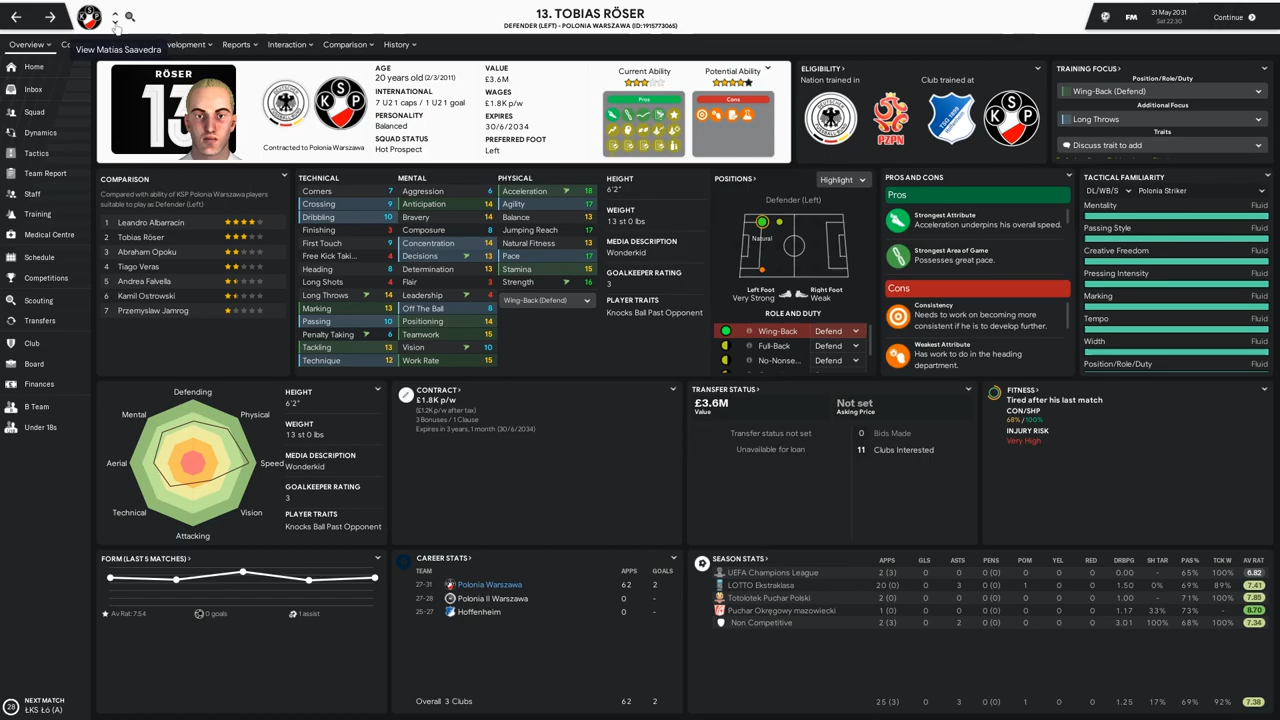 13. TOBIAS RÖSER
DEFENDER (LEFT) - POLONIA WARSZAWA (ID:1915773065)
FM
31 May 2031
Sat 22:30
Continue
Overview
View Matías Saavedra
velopment
Reports
Interaction
Comparison
History
Home
Inbox
Squad
Dynamics
Tactics
Team Report
Staff
Training
Medical Centre
Schedule
Competitions
Scouting
Transfers
Club
Board
Finances
B Team
Under 18s
NEXT MATCH
ŁKS Łó (A)
RÖSER
13
Contracted to Polonia Warszawa
AGE
20 years old (2/3/2011)
INTERNATIONAL
7 U21 caps / 1 U21 goal
PERSONALITY
Balanced
SQUAD STATUS
Hot Prospect
VALUE
£3.6M
WAGES
£1.8K p/w
EXPIRES
30/6/2034
PREFERRED FOOT
Left
Current Ability
Pros
Potential Ability
Cons
ELIGIBILITY
Nation trained in
Club trained at
TRAINING FOCUS
Position/Role/Duty
Wing-Back (Defend)
Additional Focus
Long Throws
Traits
Discuss trait to add
COMPARISON
Compared with ability of KSP Polonia Warszawa players
suitable to play as Defender (Left)
1 Leandro Albarracin
2 Tobias Röser
3 Abraham Opoku
4 Tiago Veras
5 Andrea Falvella
6 Kamil Ostrowski
7 Przemyslaw Jamrog
TECHNICAL
Corners 7
Crossing 9
Dribbling 10
Finishing 3
First Touch 9
Free Kick Taki... 4
Heading 8
Long Shots 4
Long Throws 14
Marking 13
Passing 10
Penalty Taking 6
Tackling 13
Technique 12
MENTAL
Aggression 6
Anticipation 14
Bravery 14
Composure 8
Concentration 14
Decisions 13
Determination 13
Flair 3
Leadership 4
Off The Ball 8
Positioning 14
Teamwork 15
Vision 10
Work Rate 15
PHYSICAL
Acceleration 18
Agility 17
Balance 13
Jumping Reach 17
Natural Fitness 13
Pace 17
Stamina 15
Strength 16
Wing-Back (Defend)
HEIGHT
6'2"
WEIGHT
13 st 0 lbs
MEDIA DESCRIPTION
Wonderkid
GOALKEEPER RATING
3
PLAYER TRAITS
Knocks Ball Past Opponent
POSITIONS
Highlight
Defender (Left)
Natural
Left Foot
Very Strong
Right Foot
Weak
ROLE AND DUTY
Wing-Back Defend
Full-Back Defend
No-Nonse... Defend
PROS AND CONS
Pros
Strongest Attribute
Acceleration underpins his overall speed.
Strongest Area of Game
Possesses great pace.
Cons
Consistency
Needs to work on becoming more
consistent if he is to develop further.
Weakest Attribute
Has work to do in the heading
department.
TACTICAL FAMILIARITY
DL/WB/S
Polonia Striker
Mentality Fluid
Passing Style Fluid
Creative Freedom Fluid
Pressing Intensity Fluid
Marking Fluid
Tempo Fluid
Width Fluid
Position/Role/Duty Fluid
Defending
Physical
Speed
Vision
Attacking
Technical
Aerial
Mental
HEIGHT
6'2"
WEIGHT
13 st 0 lbs
MEDIA DESCRIPTION
Wonderkid
GOALKEEPER RATING
3
PLAYER TRAITS
Knocks Ball Past Opponent
CONTRACT
£1.8K p/w
(£1.2K p/w after tax)
3 Bonuses / 1 Clause
Expires in 3 years, 1 month (30/6/2034)
TRANSFER STATUS
£3.6M
Value
Not set
Asking Price
Transfer status not set
Unavailable for loan
0 Bids Made
11 Clubs Interested
FITNESS
Tired after his last match
CON/SHP
68% / 100%
INJURY RISK
Very High
FORM (LAST 5 MATCHES)
Av Rat: 7.54
0 goals
1 assist
CAREER STATS
TEAM APPS GOALS
27-31 Polonia Warszawa 62 2
27-28 Polonia II Warszawa 0 -
25-27 Hoffenheim 0 -
Overall 3 Clubs 62 2
SEASON STATS
APPS GLS ASTS PENS POM YEL RED DRBPG SH TAR PAS% TCK W AV RAT
UEFA Champions League 2 (3) 0 0 0 (0) 0 0 0 0.00 - 65% 100% 6.82
LOTTO Ekstraklasa 20 (0) 0 3 0 (0) 1 0 0 1.50 0% 69% 89% 7.41
Totolotek Puchar Polski 2 (0) 0 0 0 (0) 0 0 0 1.00 - 71% 100% 7.85
Puchar Okręgowy mazowiecki 1 (0) 0 0 0 (0) 0 0 0 1.17 33% 73% - 8.70
Non Competitive 2 (3) 0 2 0 (0) 0 0 0 3.01 100% 68% 100% 7.34
25 (3) 0 3 0 (0) 1 0 0 1.25 17% 69% 92% 7.38